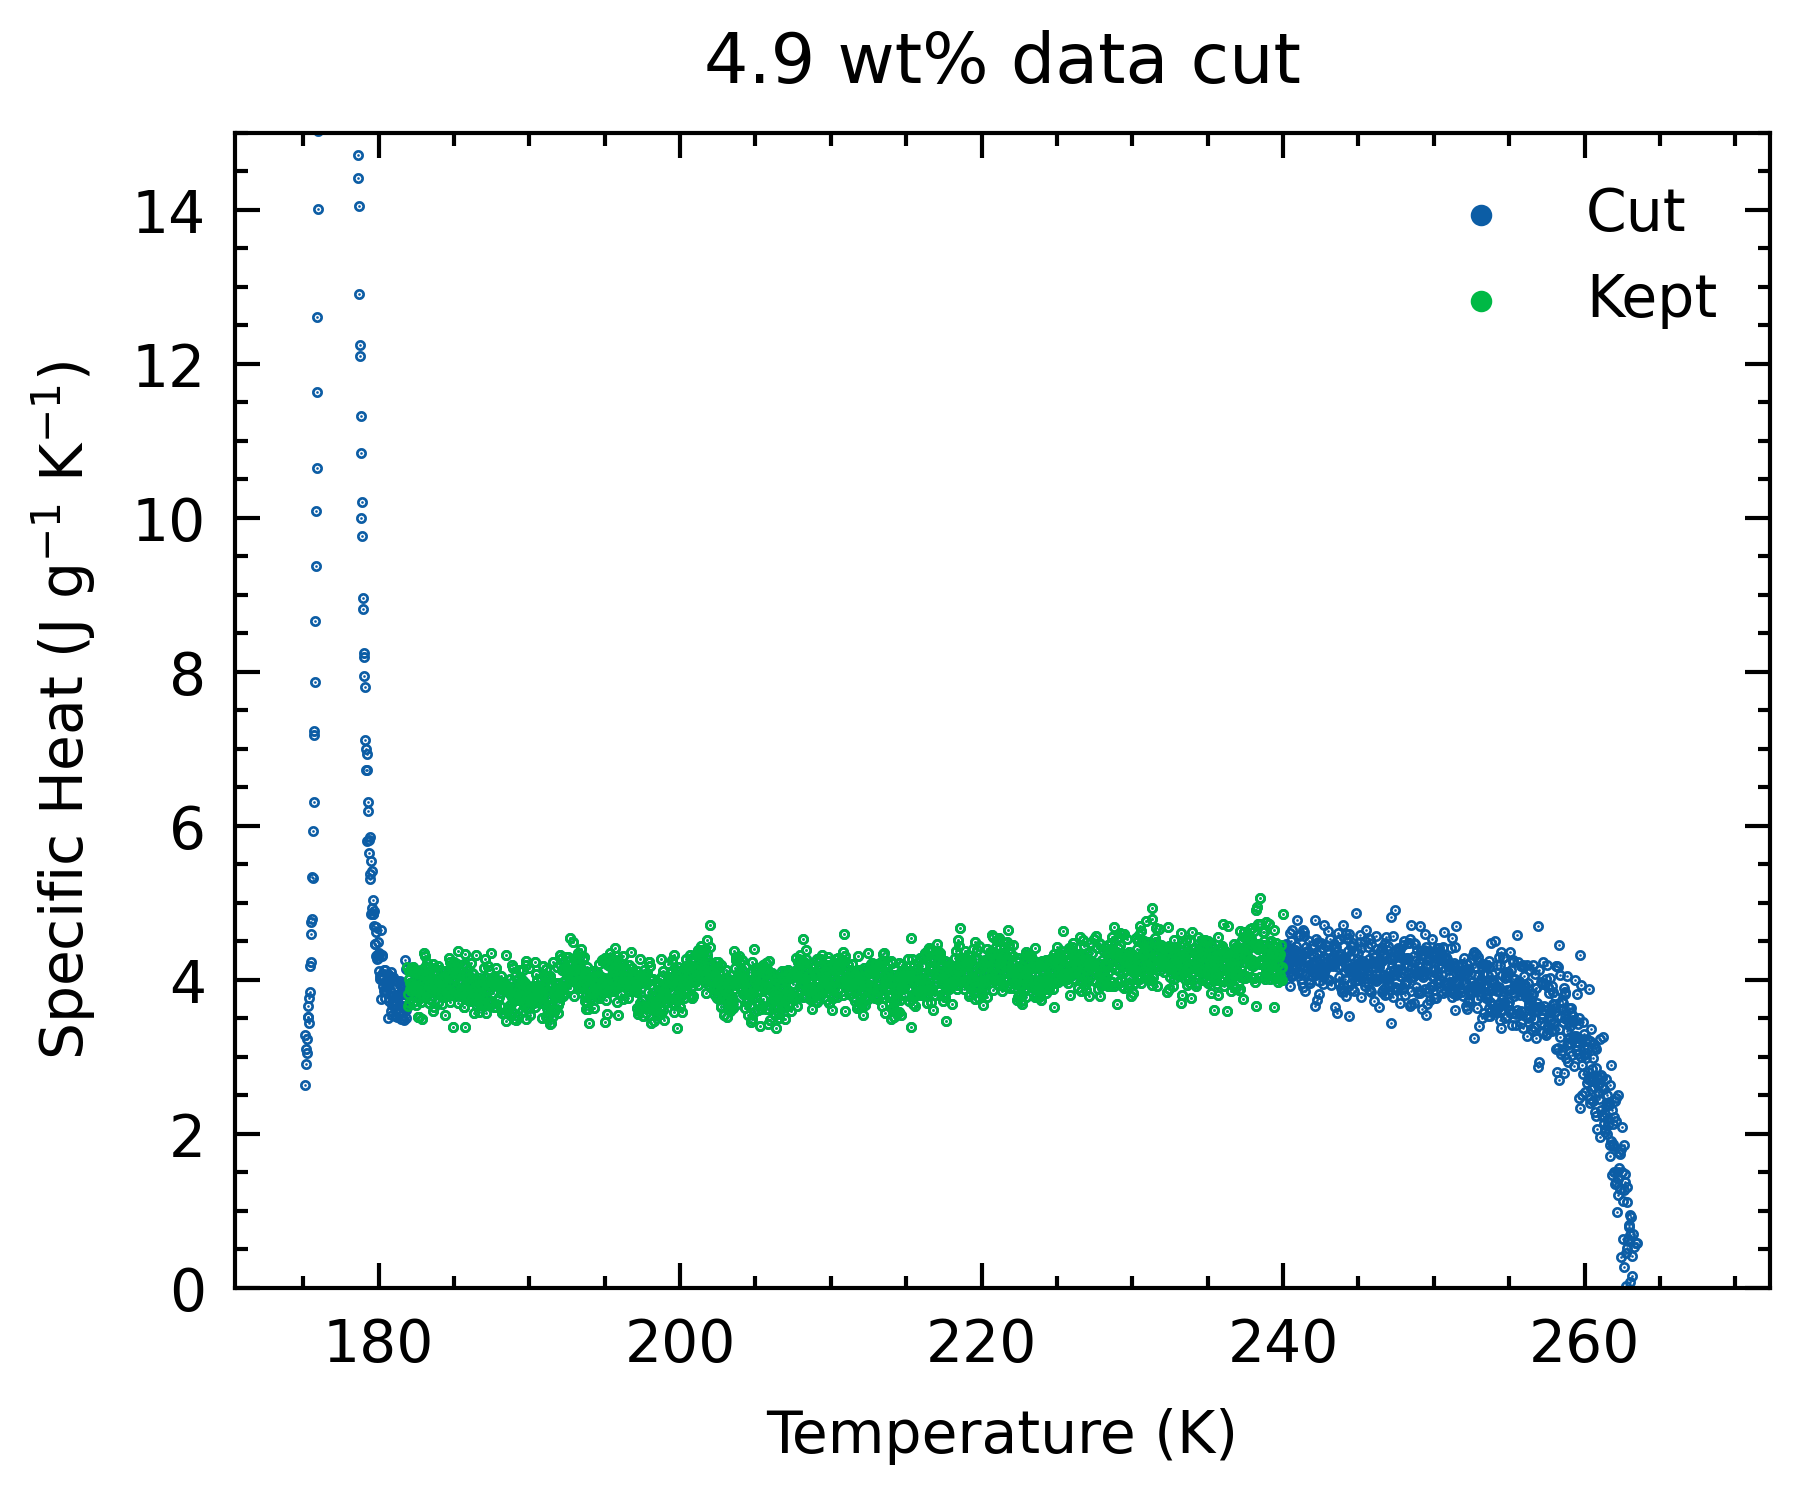 4.9 wt% data cut
Cut
Kept
14
12
10
8
6
4
2
0
Specific Heat (J g⁻¹ K⁻¹)
180 200 220 240 260
Temperature (K)